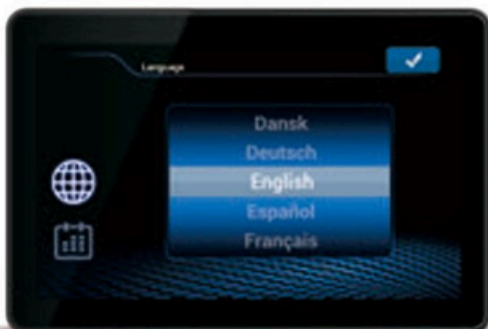 Language
Dansk
Deutsch
English
Español
Français